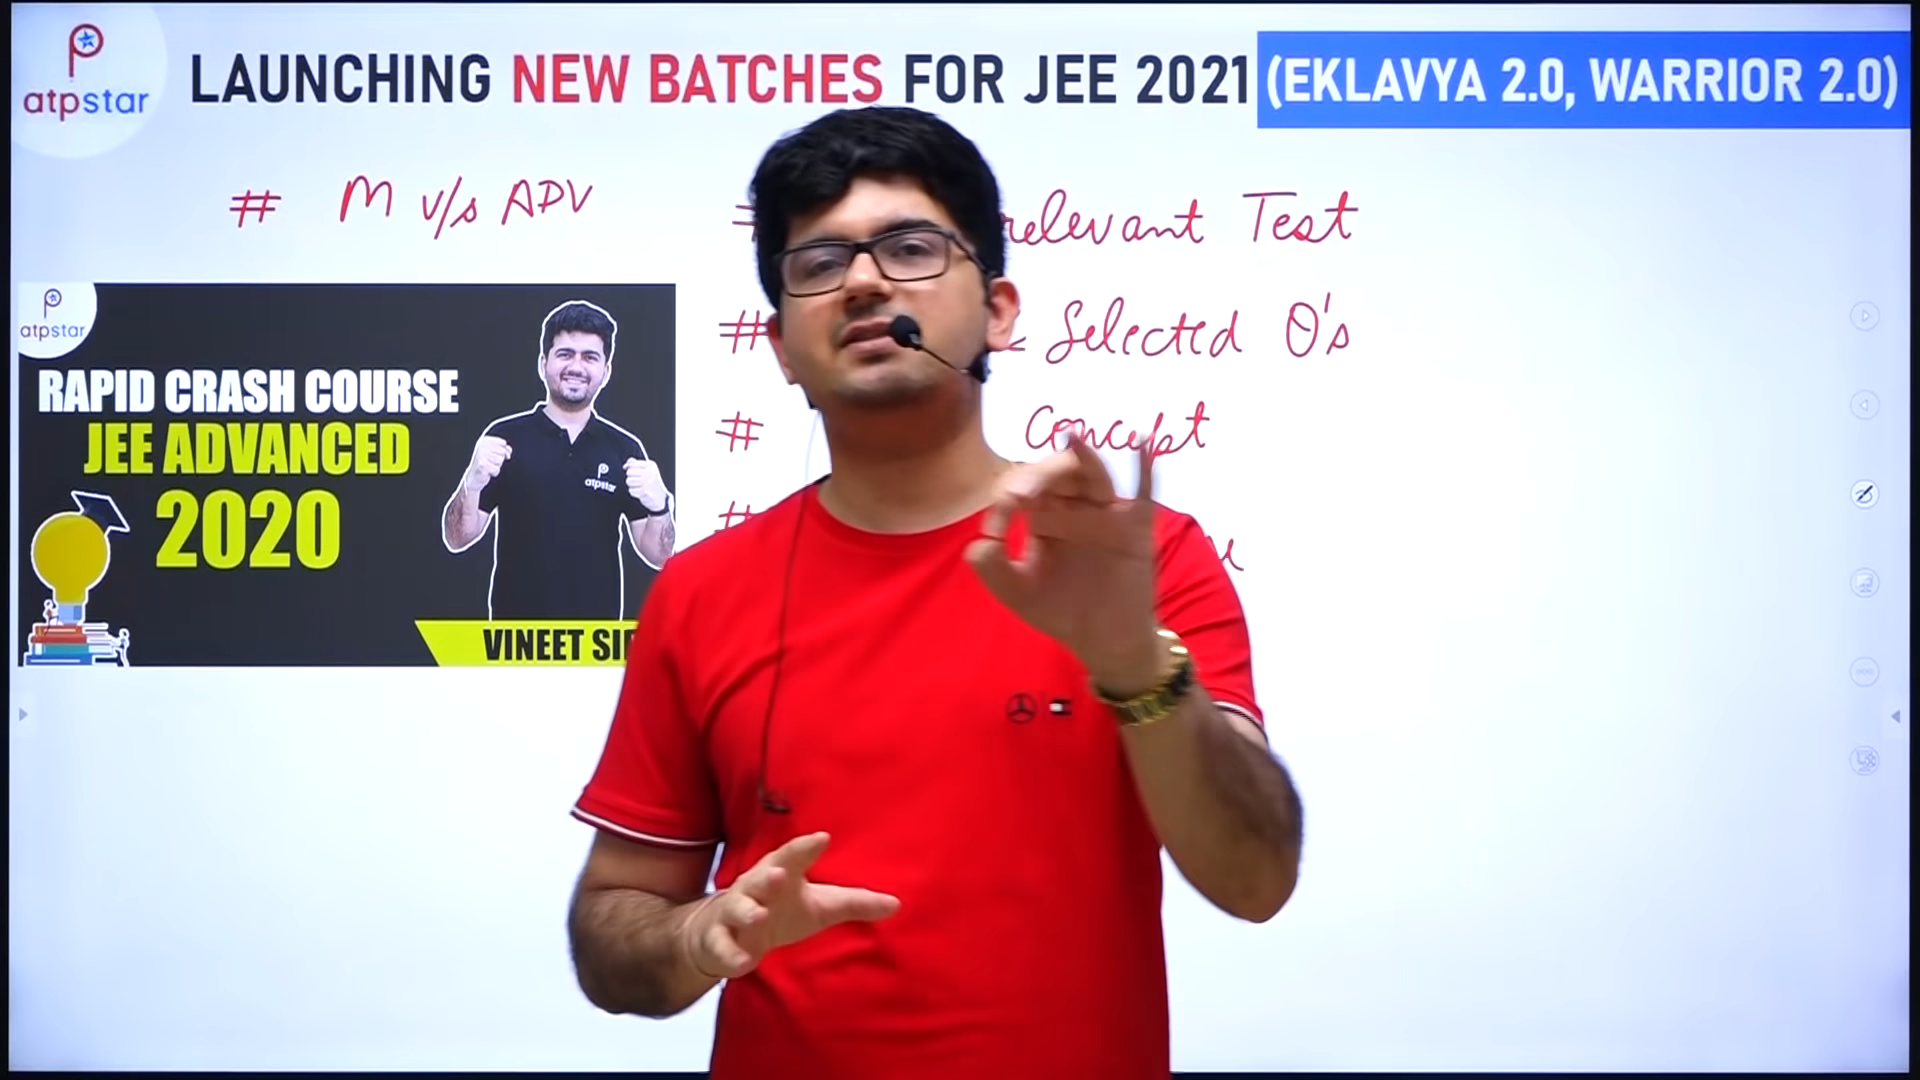 atpstar
LAUNCHING NEW BATCHES FOR JEE 2021 (EKLAVYA 2.0, WARRIOR 2.0)
# M v/s ADV
relevant Test
# Selected Q's
# Concept
#
atpstar
RAPID CRASH COURSE
JEE ADVANCED
2020
atpstar
VINEET